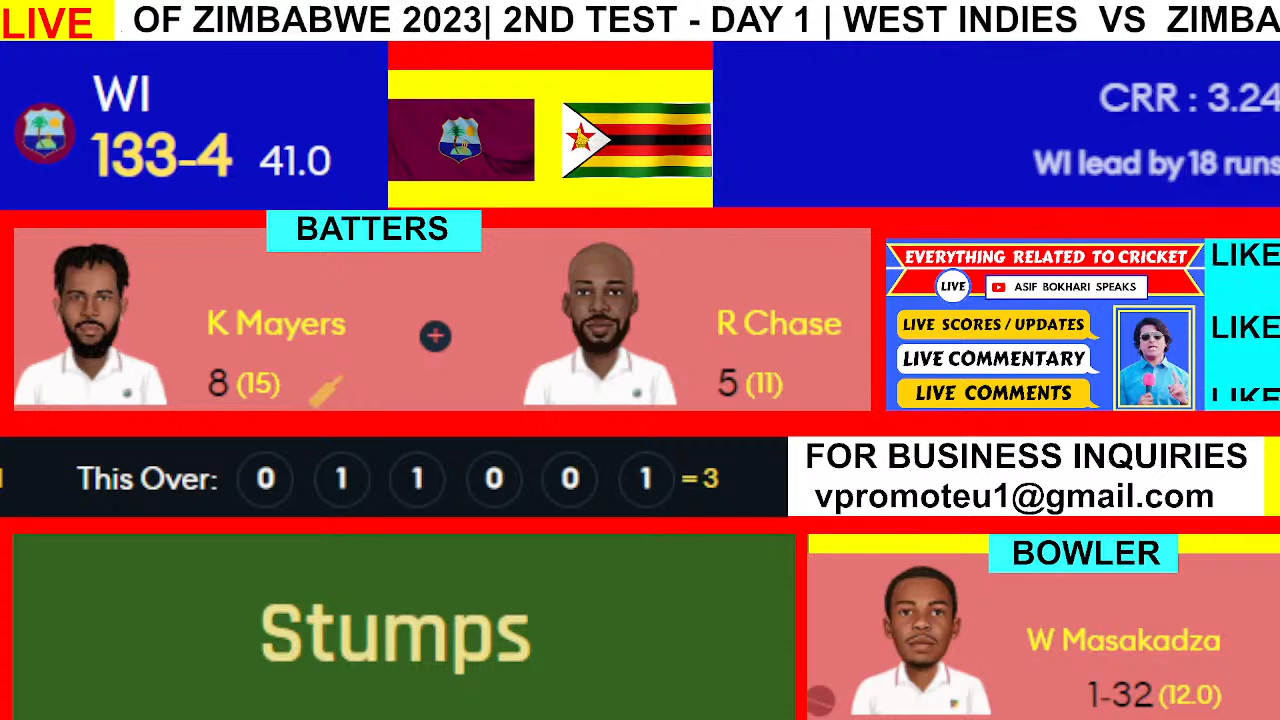 LIVE OF ZIMBABWE 2023| 2ND TEST - DAY 1 | WEST INDIES VS ZIMBA
WI
133-4 41.0
CRR : 3.24
WI lead by 18 runs
BATTERS
K Mayers
8 (15)
R Chase
5 (11)
EVERYTHING RELATED TO CRICKET
LIVE ASIF BOKHARI SPEAKS
LIVE SCORES / UPDATES
LIVE COMMENTARY
LIVE COMMENTS
LIKE
LIKE
LIKE
This Over: 0 1 1 0 0 1 = 3
FOR BUSINESS INQUIRIES
vpromoteu1@gmail.com
Stumps
BOWLER
W Masakadza
1-32 (12.0)